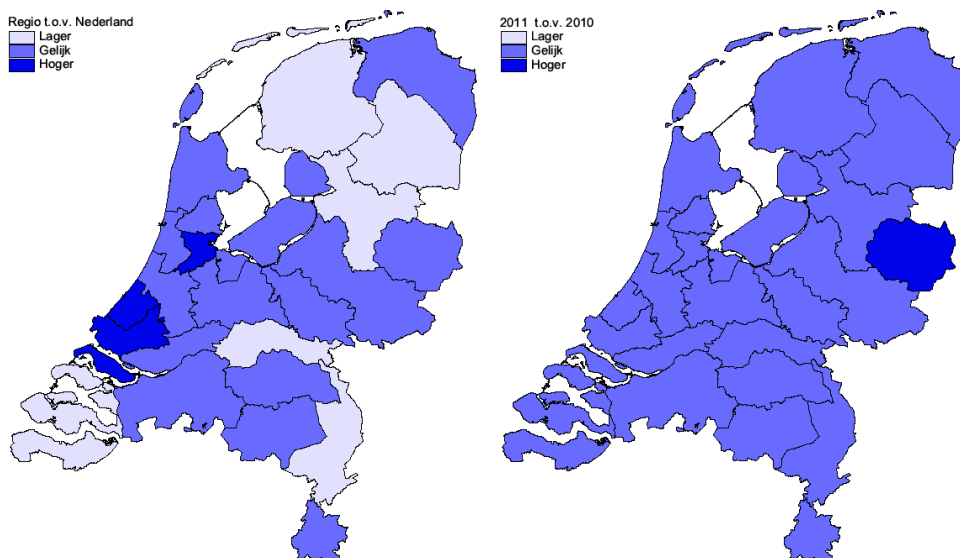 Regio t.o.v. Nederland
Lager
Gelijk
Hoger
2011 t.o.v. 2010
Lager
Gelijk
Hoger